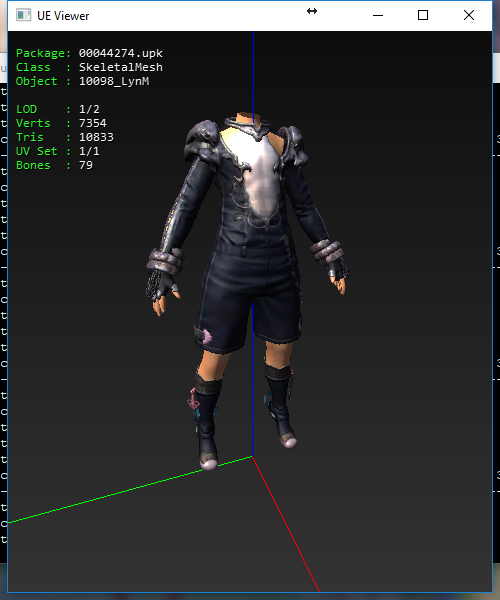 UE Viewer
Package: 00044274.upk
Class : SkeletalMesh
Object : 10098_LynM
LOD : 1/2
Verts : 7354
Tris : 10833
UV Set : 1/1
Bones : 79